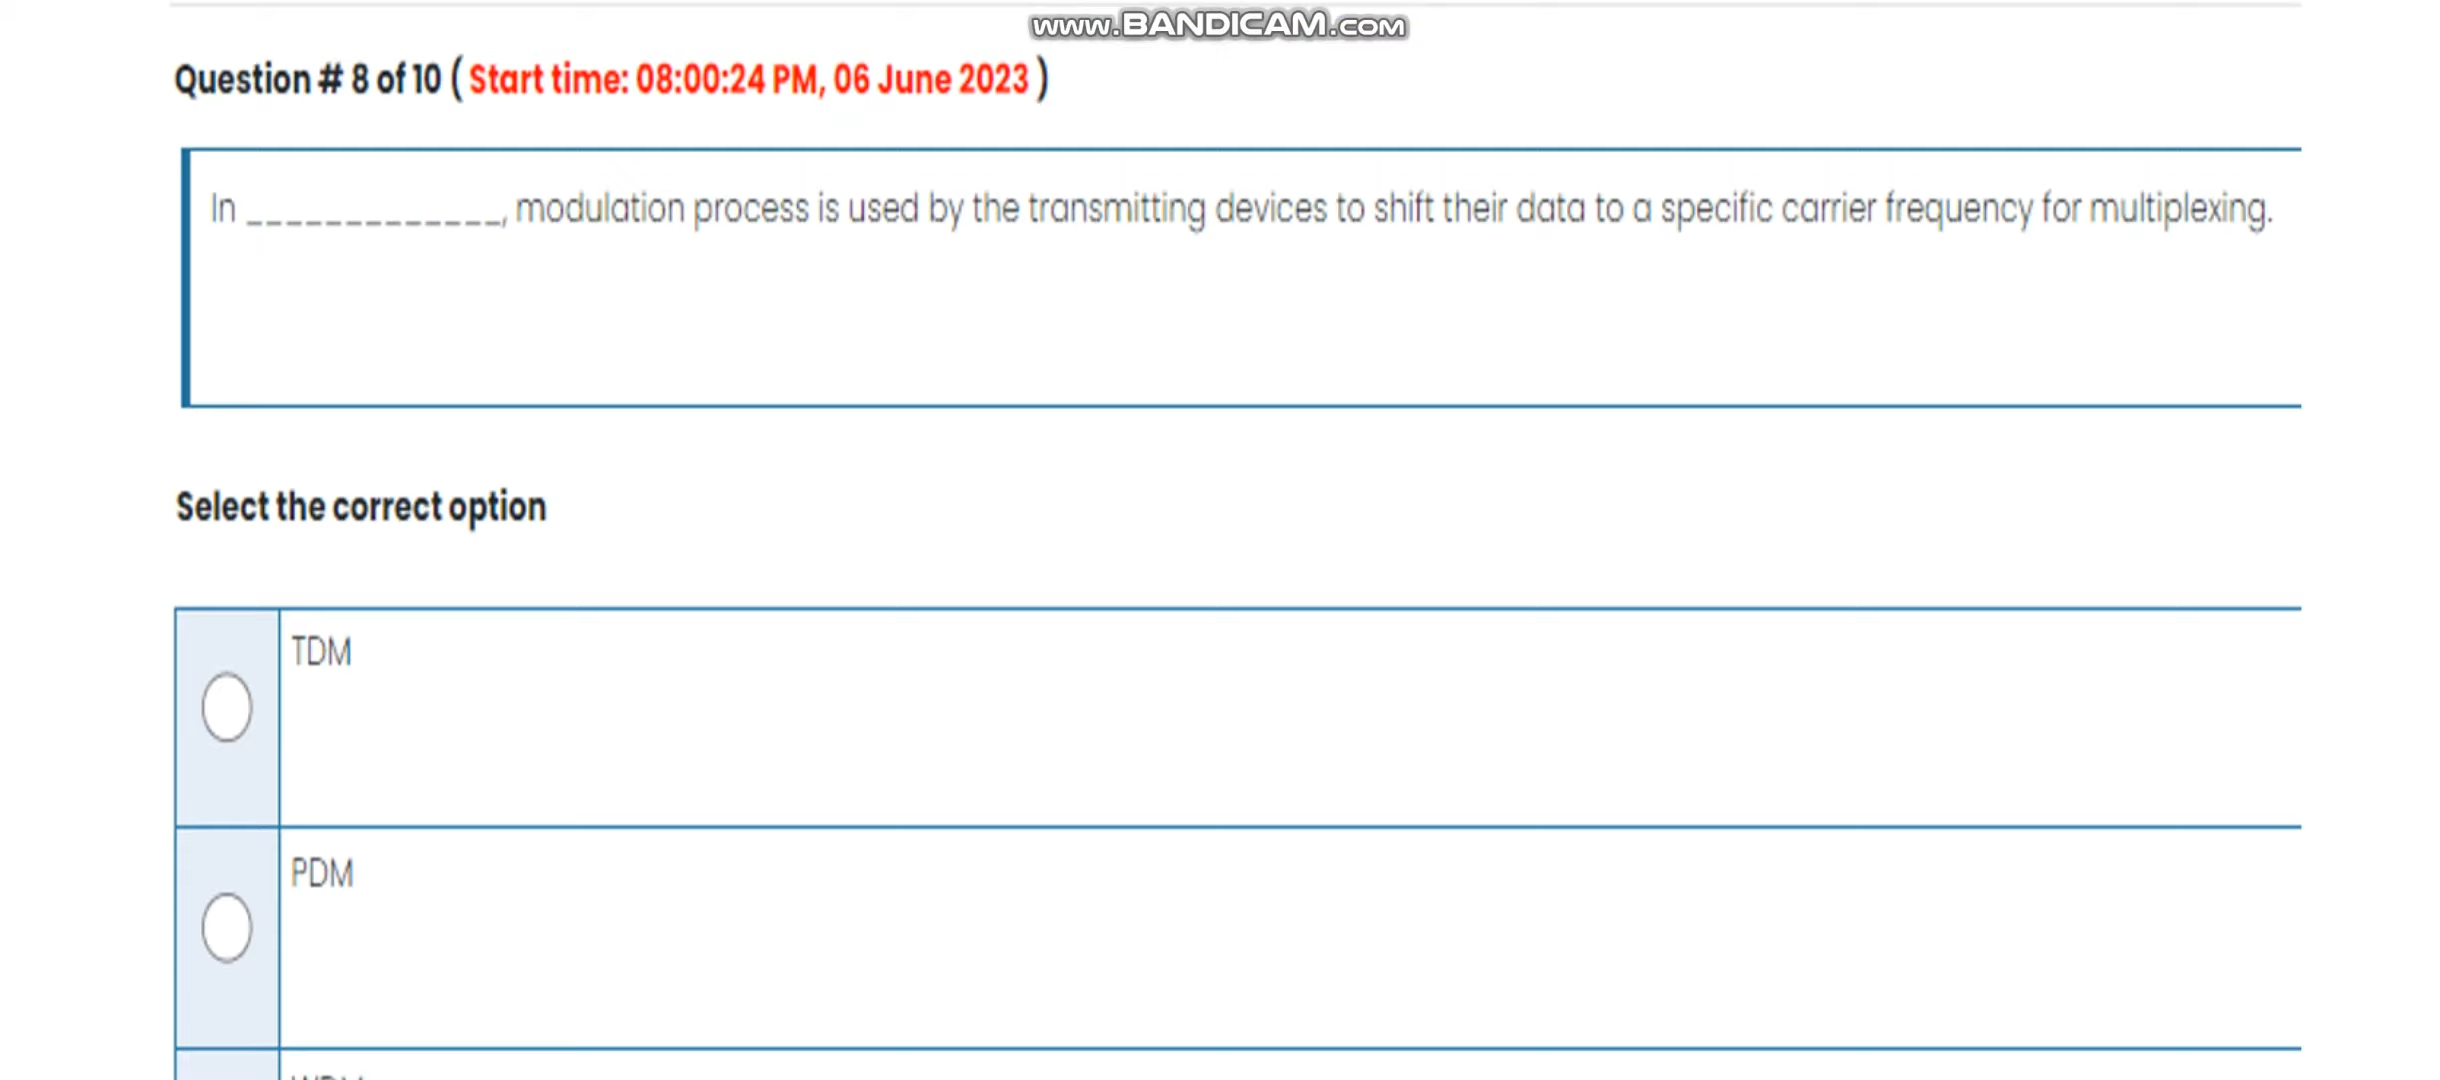 www.BANDICAM.com
Question # 8 of 10 ( Start time: 08:00:24 PM, 06 June 2023 )
In _____________, modulation process is used by the transmitting devices to shift their data to a specific carrier frequency for multiplexing.
Select the correct option
TDM
PDM